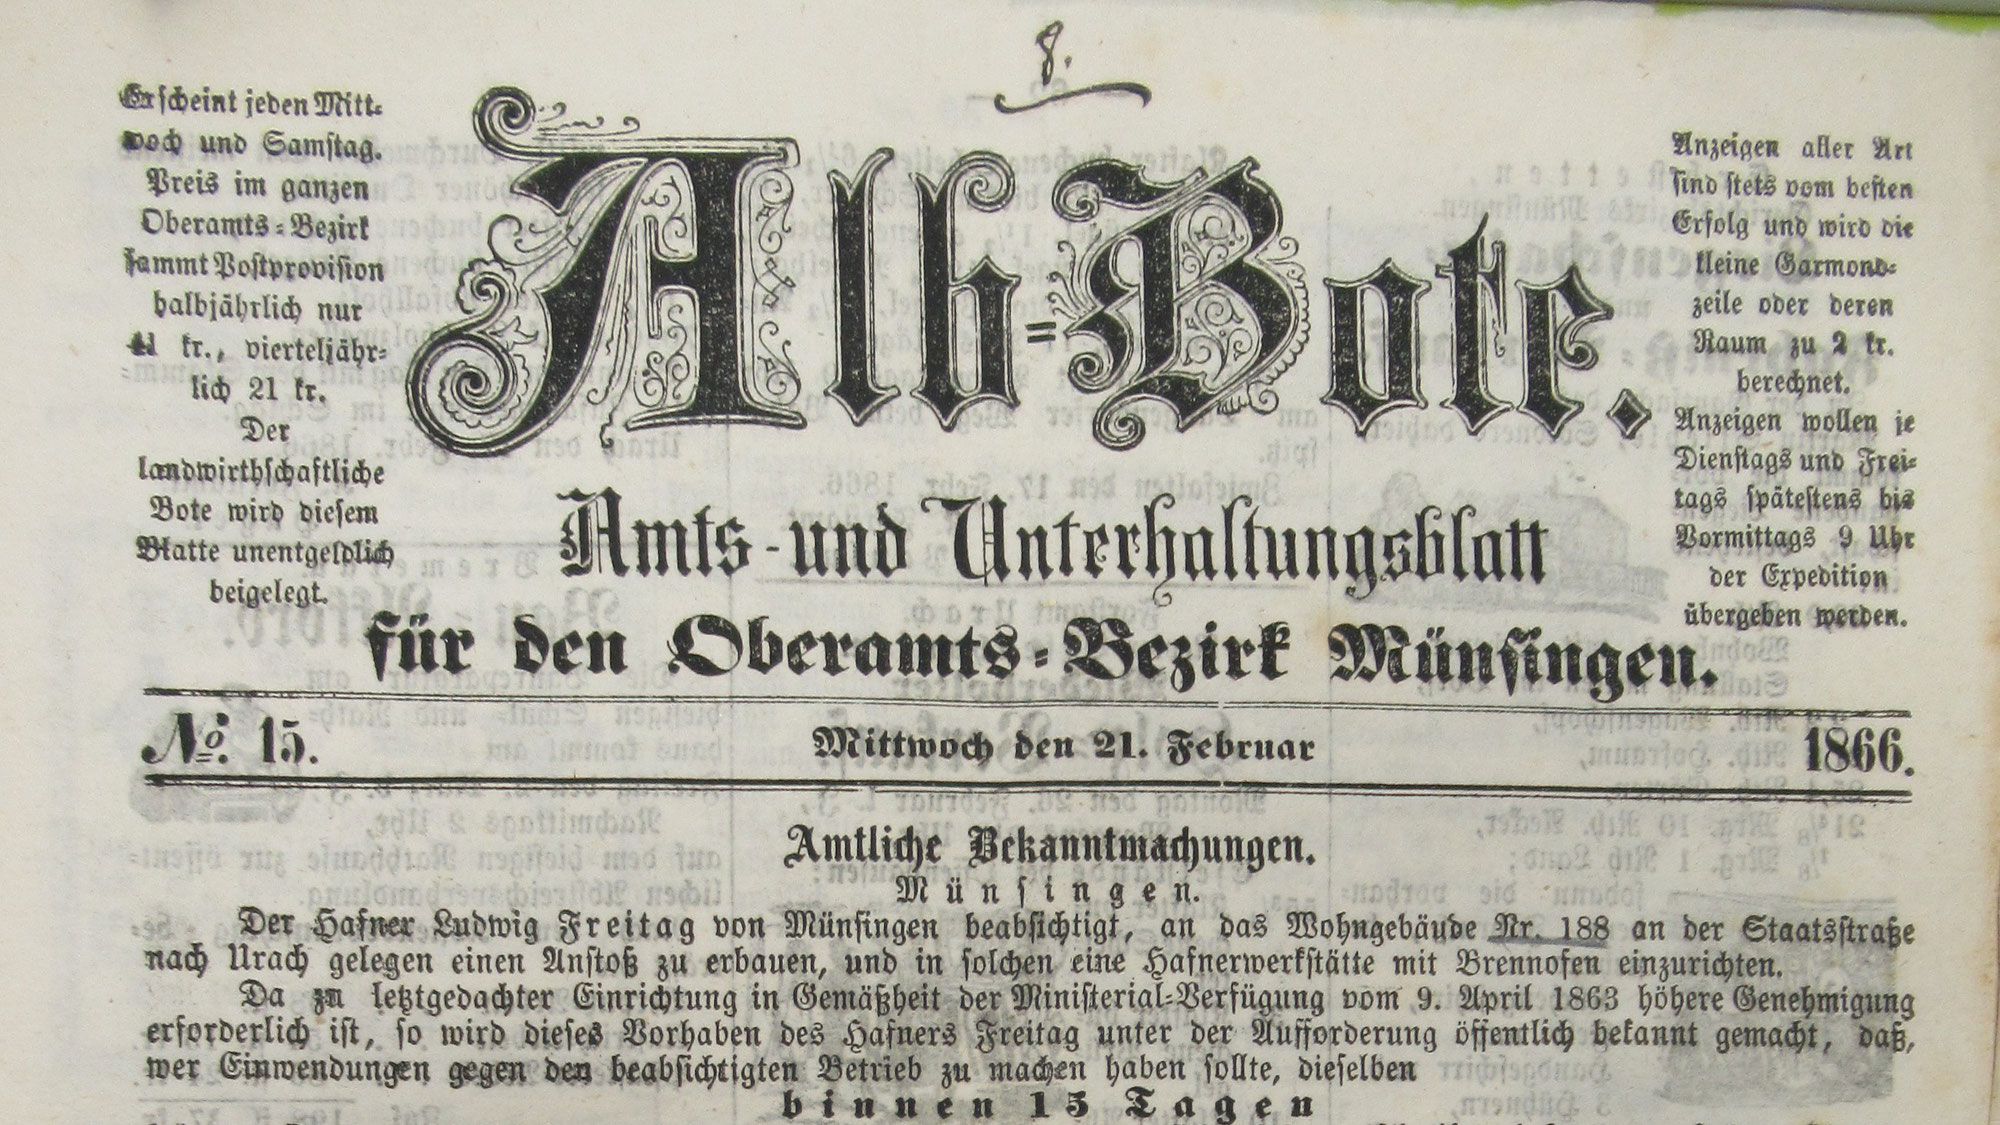 8.
Erscheint jeden Mitt-
woch und Samstag.
Preis im ganzen
Oberamts-Bezirk
sammt Postprovision
halbjährlich nur
41 kr., vierteljähr-
lich 21 kr.
Der
landwirthschaftliche
Bote wird diesem
Blatte unentgeldlich
beigelegt.
Alb-Bote.
Amts- und Unterhaltungsblatt
für den Oberamts-Bezirk Münsingen.
Anzeigen aller Art
sind stets vom besten
Erfolg und wird die
kleine Garmond-
zeile oder deren
Raum zu 2 kr.
berechnet.
Anzeigen wollen je
Dienstags und Frei-
tags spätestens bis
Vormittags 9 Uhr
der Expedition
übergeben werden.
No. 15. Mittwoch den 21. Februar 1866.
Amtliche Bekanntmachungen.
Münsingen.
Der Hafner Ludwig Freitag von Münsingen beabsichtigt, an das Wohngebäude Nr. 188 an der Staatsstraße
nach Urach gelegen einen Anstoß zu erbauen, und in solchen eine Hafnerwerkstätte mit Brennofen einzurichten.
Da zu letztgedachter Einrichtung in Gemäßheit der Ministerial-Verfügung vom 9. April 1863 höhere Genehmigung
erforderlich ist, so wird dieses Vorhaben des Hafners Freitag unter der Aufforderung öffentlich bekannt gemacht, daß,
wer Einwendungen gegen den beabsichtigten Betrieb zu machen haben sollte, dieselben
binnen 15 Tagen